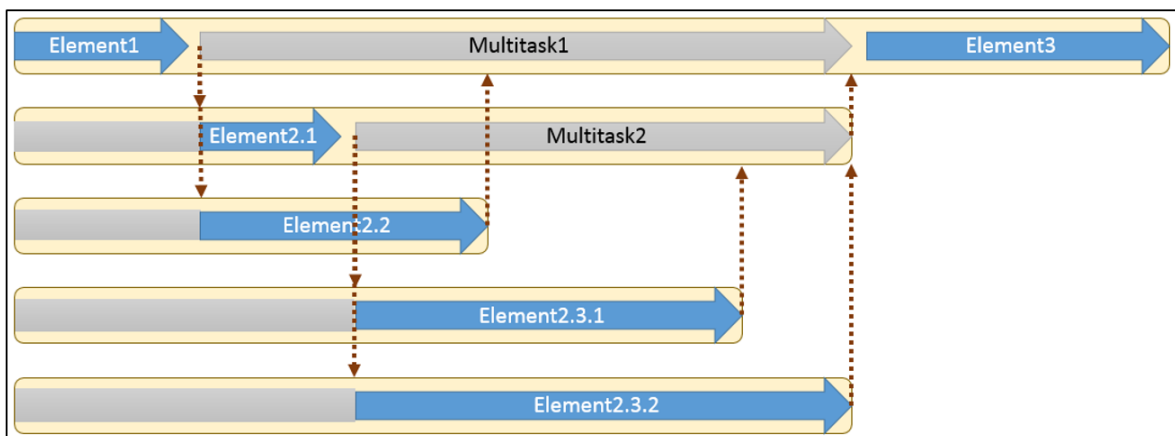 Element1
Multitask1
Element3
Element2.1
Multitask2
Element2.2
Element2.3.1
Element2.3.2